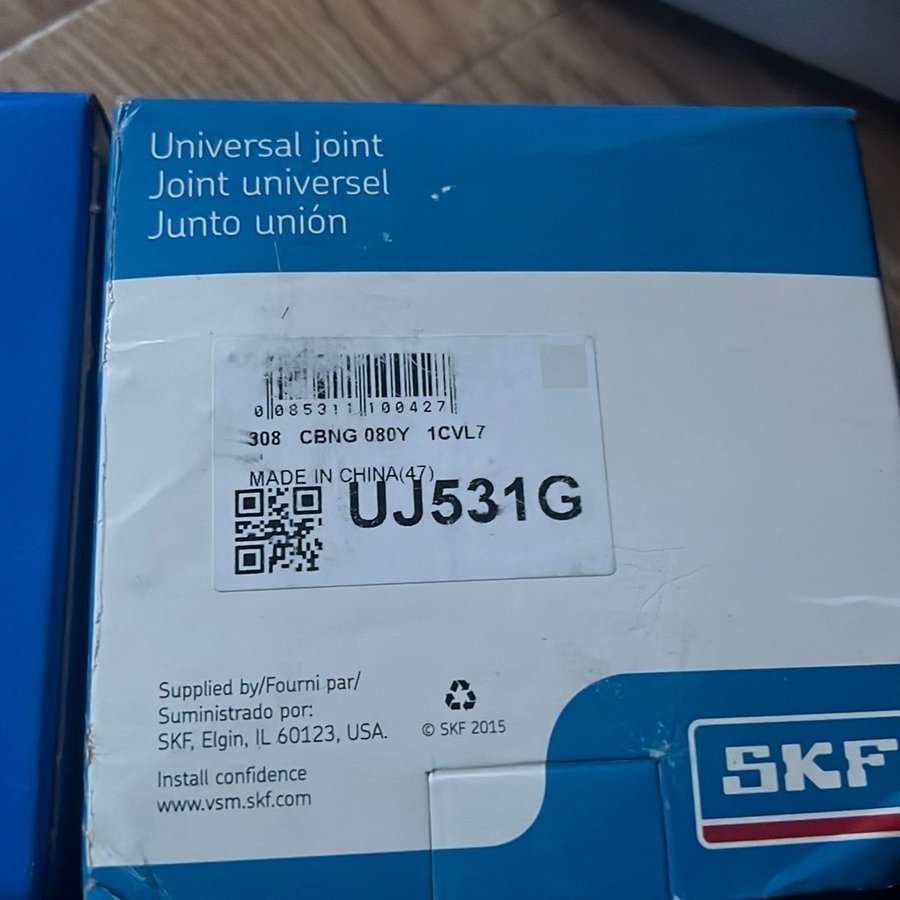 Universal joint
Joint universel
Junto unión
0 085311 100427
308 CBNG 080Y 1CVL7
MADE IN CHINA(47)
UJ531G
Supplied by/Fourni par/
Suministrado por:
SKF, Elgin, IL 60123, USA.
© SKF 2015
Install confidence
www.vsm.skf.com
SKF